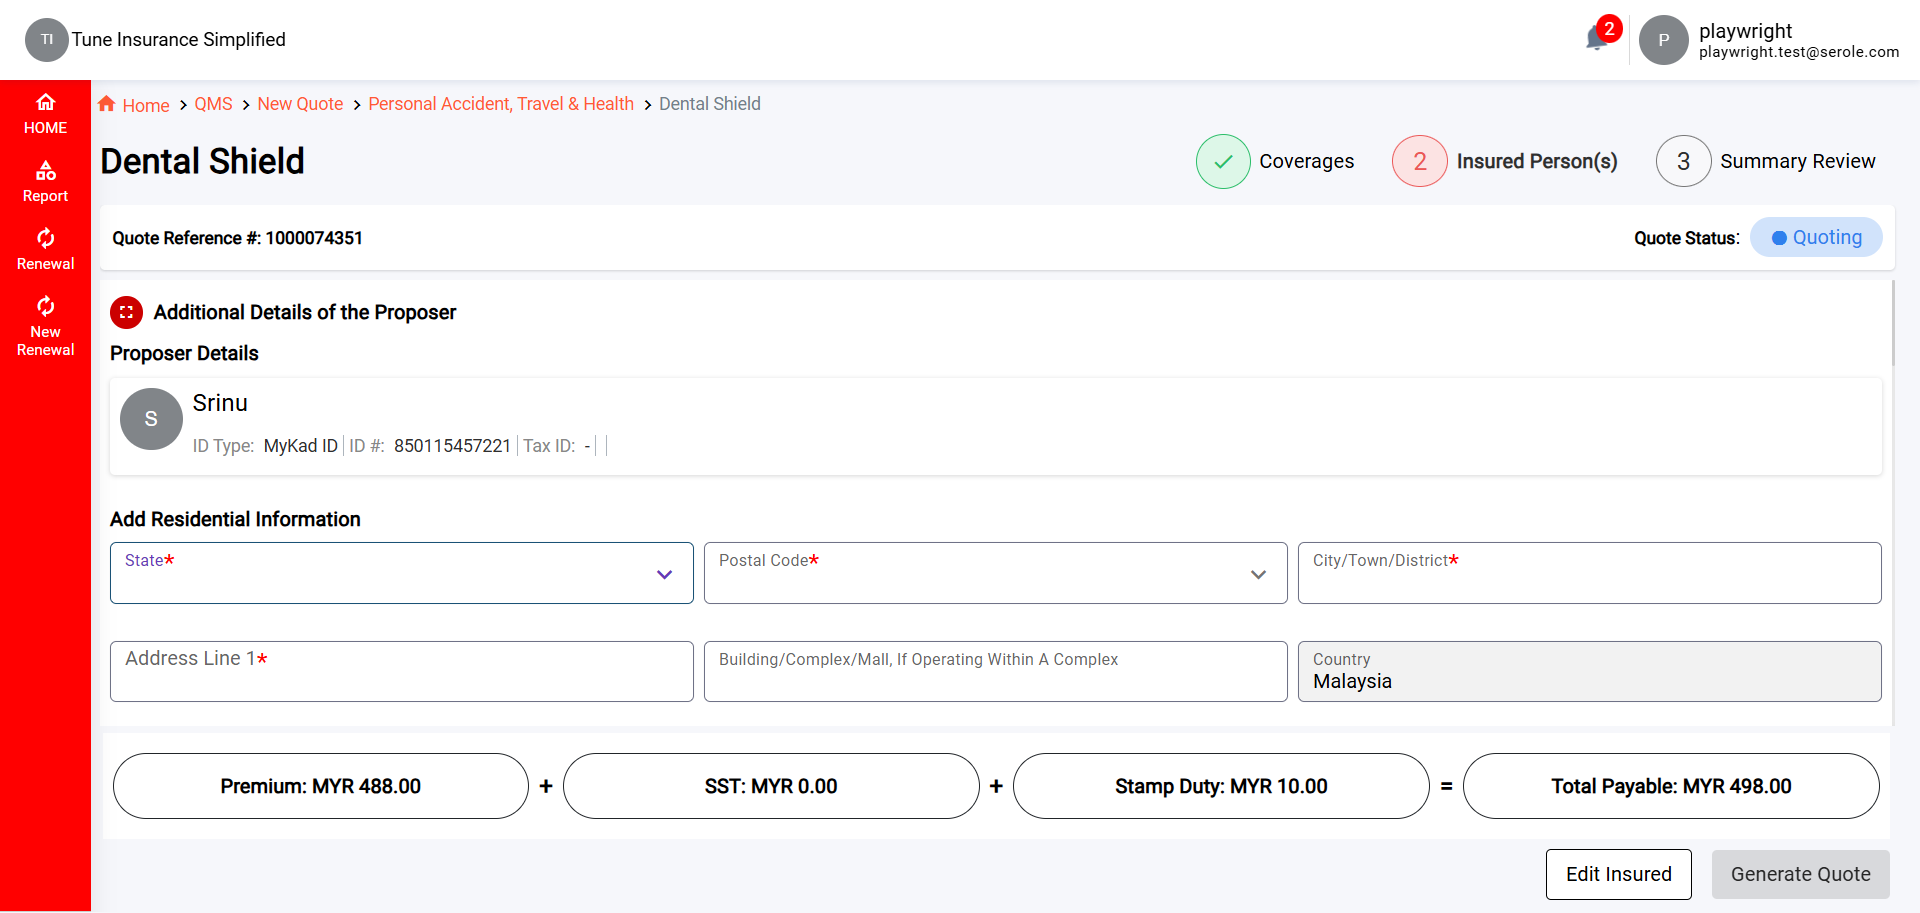 TI Tune Insurance Simplified
2
P
playwright
playwright.test@serole.com
HOME
Report
Renewal
New
Renewal
Home > QMS > New Quote > Personal Accident, Travel & Health > Dental Shield
Dental Shield
Coverages
2 Insured Person(s)
3 Summary Review
Quote Reference #: 1000074351
Quote Status: Quoting
Additional Details of the Proposer
Proposer Details
S
Srinu
ID Type: MyKad ID | ID #: 850115457221 | Tax ID: - | |
Add Residential Information
State*
Postal Code*
City/Town/District*
Address Line 1*
Building/Complex/Mall, If Operating Within A Complex
Country
Malaysia
Premium: MYR 488.00 + SST: MYR 0.00 + Stamp Duty: MYR 10.00 = Total Payable: MYR 498.00
Edit Insured
Generate Quote